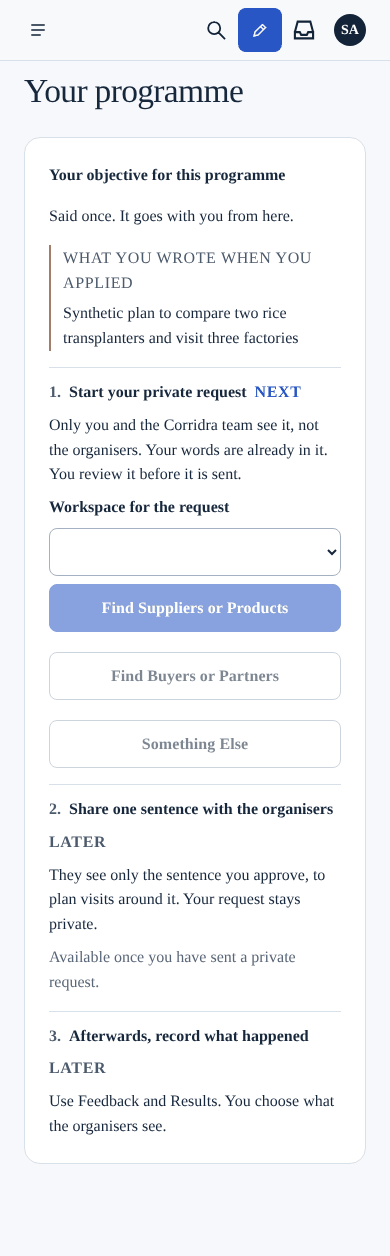 SA
Your programme
Your objective for this programme
Said once. It goes with you from here.
WHAT YOU WROTE WHEN YOU
APPLIED
Synthetic plan to compare two rice
transplanters and visit three factories
1. Start your private request NEXT
Only you and the Corridra team see it, not
the organisers. Your words are already in it.
You review it before it is sent.
Workspace for the request
Find Suppliers or Products
Find Buyers or Partners
Something Else
2. Share one sentence with the organisers
LATER
They see only the sentence you approve, to
plan visits around it. Your request stays
private.
Available once you have sent a private
request.
3. Afterwards, record what happened
LATER
Use Feedback and Results. You choose what
the organisers see.